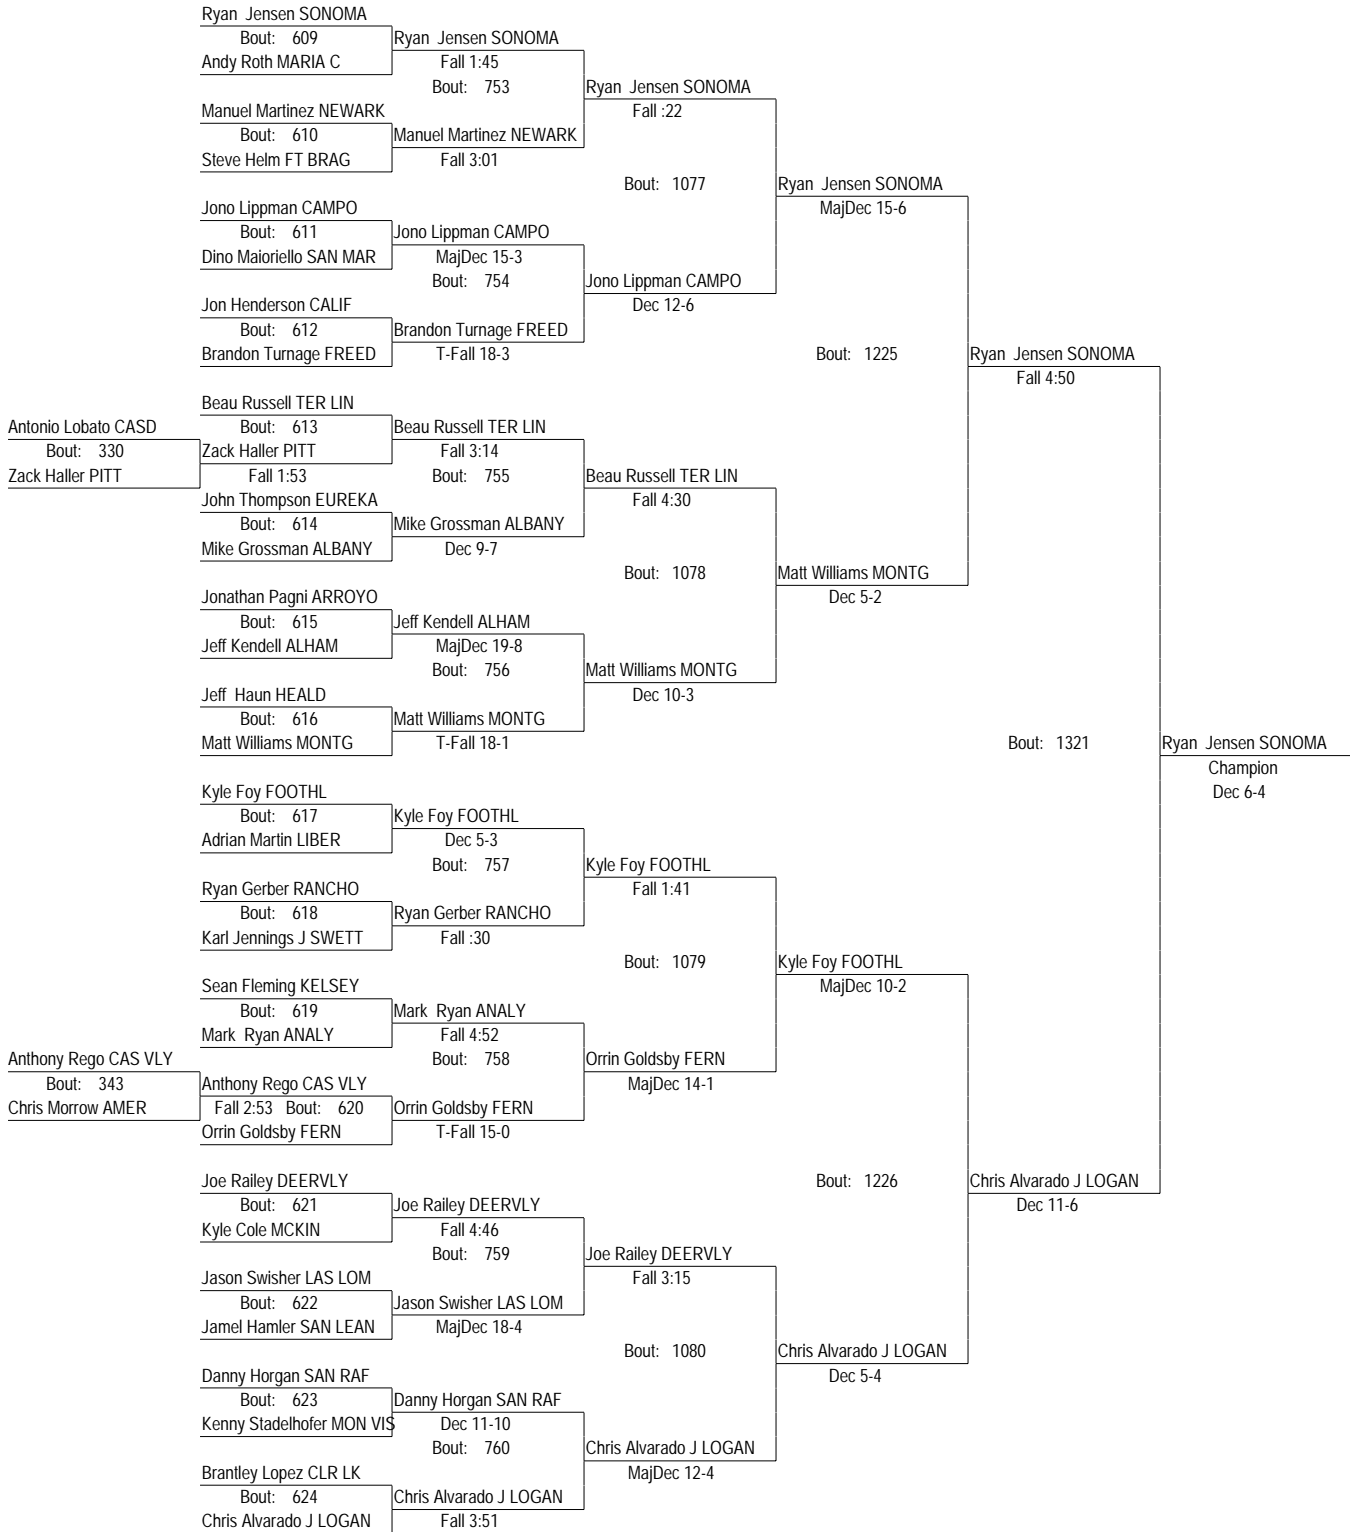 Ryan Jensen SONOMA
Bout: 609
Ryan Jensen SONOMA
Andy Roth MARIA C
Fall 1:45
Bout: 753
Ryan Jensen SONOMA
Manuel Martinez NEWARK
Fall :22
Bout: 610
Manuel Martinez NEWARK
Steve Helm FT BRAG
Fall 3:01
Bout: 1077
Ryan Jensen SONOMA
Jono Lippman CAMPO
MajDec 15-6
Bout: 611
Jono Lippman CAMPO
Dino Maioriello SAN MAR
MajDec 15-3
Bout: 754
Jono Lippman CAMPO
Jon Henderson CALIF
Dec 12-6
Bout: 612
Brandon Turnage FREED
Brandon Turnage FREED
T-Fall 18-3
Bout: 1225
Ryan Jensen SONOMA
Fall 4:50
Beau Russell TER LIN
Antonio Lobato CASD
Bout: 613
Beau Russell TER LIN
Bout: 330
Zack Haller PITT
Fall 3:14
Zack Haller PITT
Fall 1:53
Bout: 755
Beau Russell TER LIN
John Thompson EUREKA
Fall 4:30
Bout: 614
Mike Grossman ALBANY
Mike Grossman ALBANY
Dec 9-7
Bout: 1078
Matt Williams MONTG
Jonathan Pagni ARROYO
Dec 5-2
Bout: 615
Jeff Kendell ALHAM
Jeff Kendell ALHAM
MajDec 19-8
Bout: 756
Matt Williams MONTG
Jeff Haun HEALD
Dec 10-3
Bout: 616
Matt Williams MONTG
Matt Williams MONTG
T-Fall 18-1
Bout: 1321
Ryan Jensen SONOMA
Champion
Dec 6-4
Kyle Foy FOOTHL
Bout: 617
Kyle Foy FOOTHL
Adrian Martin LIBER
Dec 5-3
Bout: 757
Kyle Foy FOOTHL
Ryan Gerber RANCHO
Fall 1:41
Bout: 618
Ryan Gerber RANCHO
Karl Jennings J SWETT
Fall :30
Bout: 1079
Kyle Foy FOOTHL
Sean Fleming KELSEY
MajDec 10-2
Bout: 619
Mark Ryan ANALY
Mark Ryan ANALY
Fall 4:52
Anthony Rego CAS VLY
Bout: 758
Orrin Goldsby FERN
Bout: 343
Anthony Rego CAS VLY
MajDec 14-1
Chris Morrow AMER
Fall 2:53 Bout: 620
Orrin Goldsby FERN
Orrin Goldsby FERN
T-Fall 15-0
Joe Railey DEERVLY
Bout: 1226
Chris Alvarado J LOGAN
Bout: 621
Joe Railey DEERVLY
Dec 11-6
Kyle Cole MCKIN
Fall 4:46
Bout: 759
Joe Railey DEERVLY
Jason Swisher LAS LOM
Fall 3:15
Bout: 622
Jason Swisher LAS LOM
Jamel Hamler SAN LEAN
MajDec 18-4
Bout: 1080
Chris Alvarado J LOGAN
Danny Horgan SAN RAF
Dec 5-4
Bout: 623
Danny Horgan SAN RAF
Kenny Stadelhofer MON VIS
Dec 11-10
Bout: 760
Chris Alvarado J LOGAN
Brantley Lopez CLR LK
MajDec 12-4
Bout: 624
Chris Alvarado J LOGAN
Chris Alvarado J LOGAN
Fall 3:51